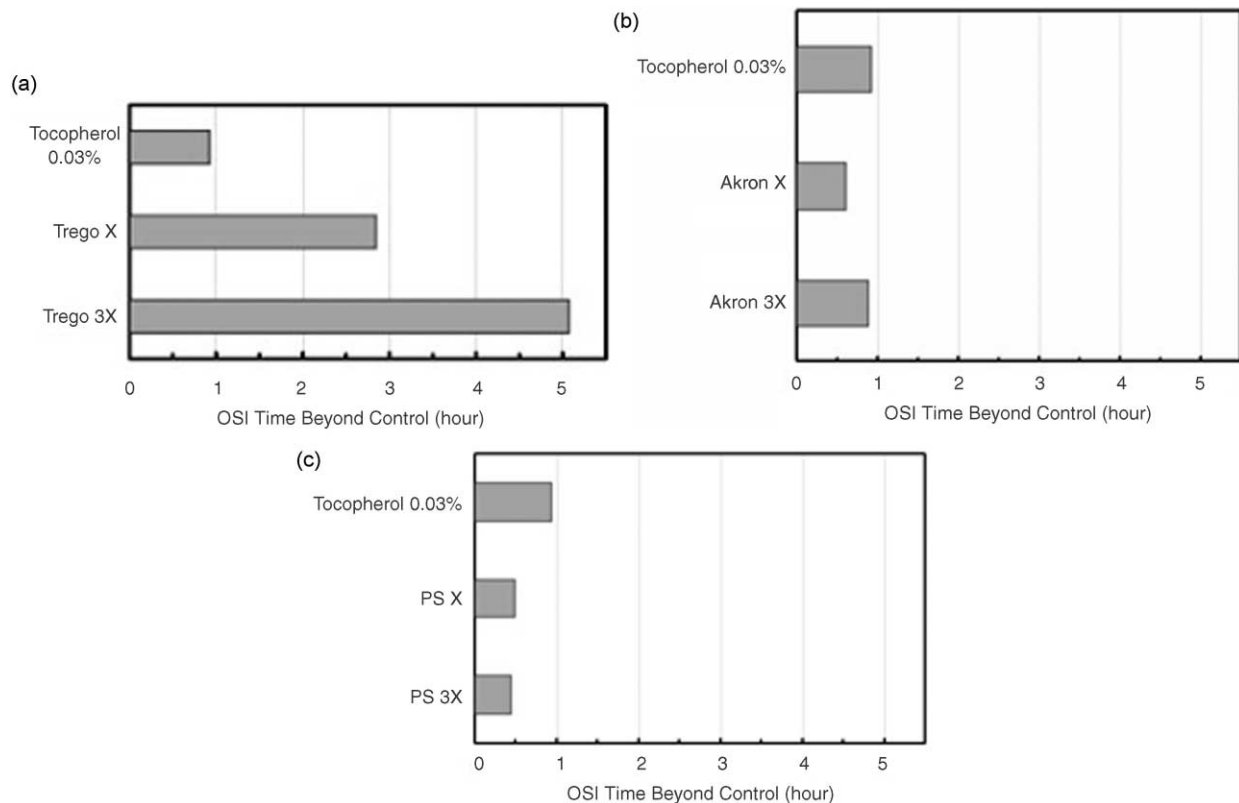 (a)
Tocopherol
0.03%
Trego X
Trego 3X
0 1 2 3 4 5
OSI Time Beyond Control (hour)
(b)
Tocopherol 0.03%
Akron X
Akron 3X
0 1 2 3 4 5
OSI Time Beyond Control (hour)
(c)
Tocopherol 0.03%
PS X
PS 3X
0 1 2 3 4 5
OSI Time Beyond Control (hour)